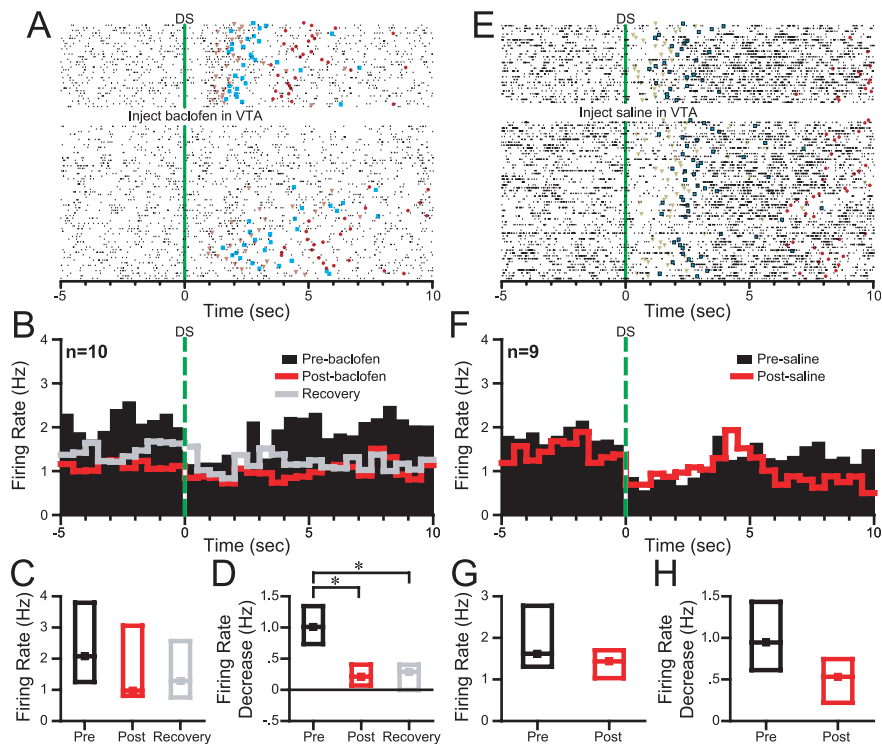 A
DS
Inject baclofen in VTA
-5 0 5 10
Time (sec)
E
DS
Inject saline in VTA
-5 0 5 10
Time (sec)
B
DS
n=10
Pre-baclofen
Post-baclofen
Recovery
Firing Rate (Hz)
4
3
2
1
0
-5 0 5 10
Time (sec)
F
DS
n=9
Pre-saline
Post-saline
Firing Rate (Hz)
4
3
2
1
0
-5 0 5 10
Time (sec)
C
Firing Rate (Hz)
4
3
2
1
0
Pre Post Recovery
D
Firing Rate
Decrease (Hz)
1.5
1.0
.5
0
-.5
*
*
Pre Post Recovery
G
Firing Rate (Hz)
3
2
1
0
Pre Post
H
Firing Rate
Decrease (Hz)
1.5
1.0
.5
0
Pre Post